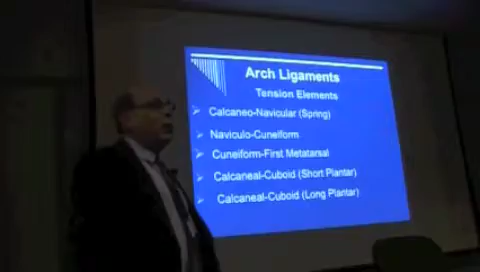 Arch Ligaments
Tension Elements
Calcaneo-Navicular (Spring)
Naviculo-Cuneiform
Cuneiform-First Metatarsal
Calcaneal-Cuboid (Short Plantar)
Calcaneal-Cuboid (Long Plantar)